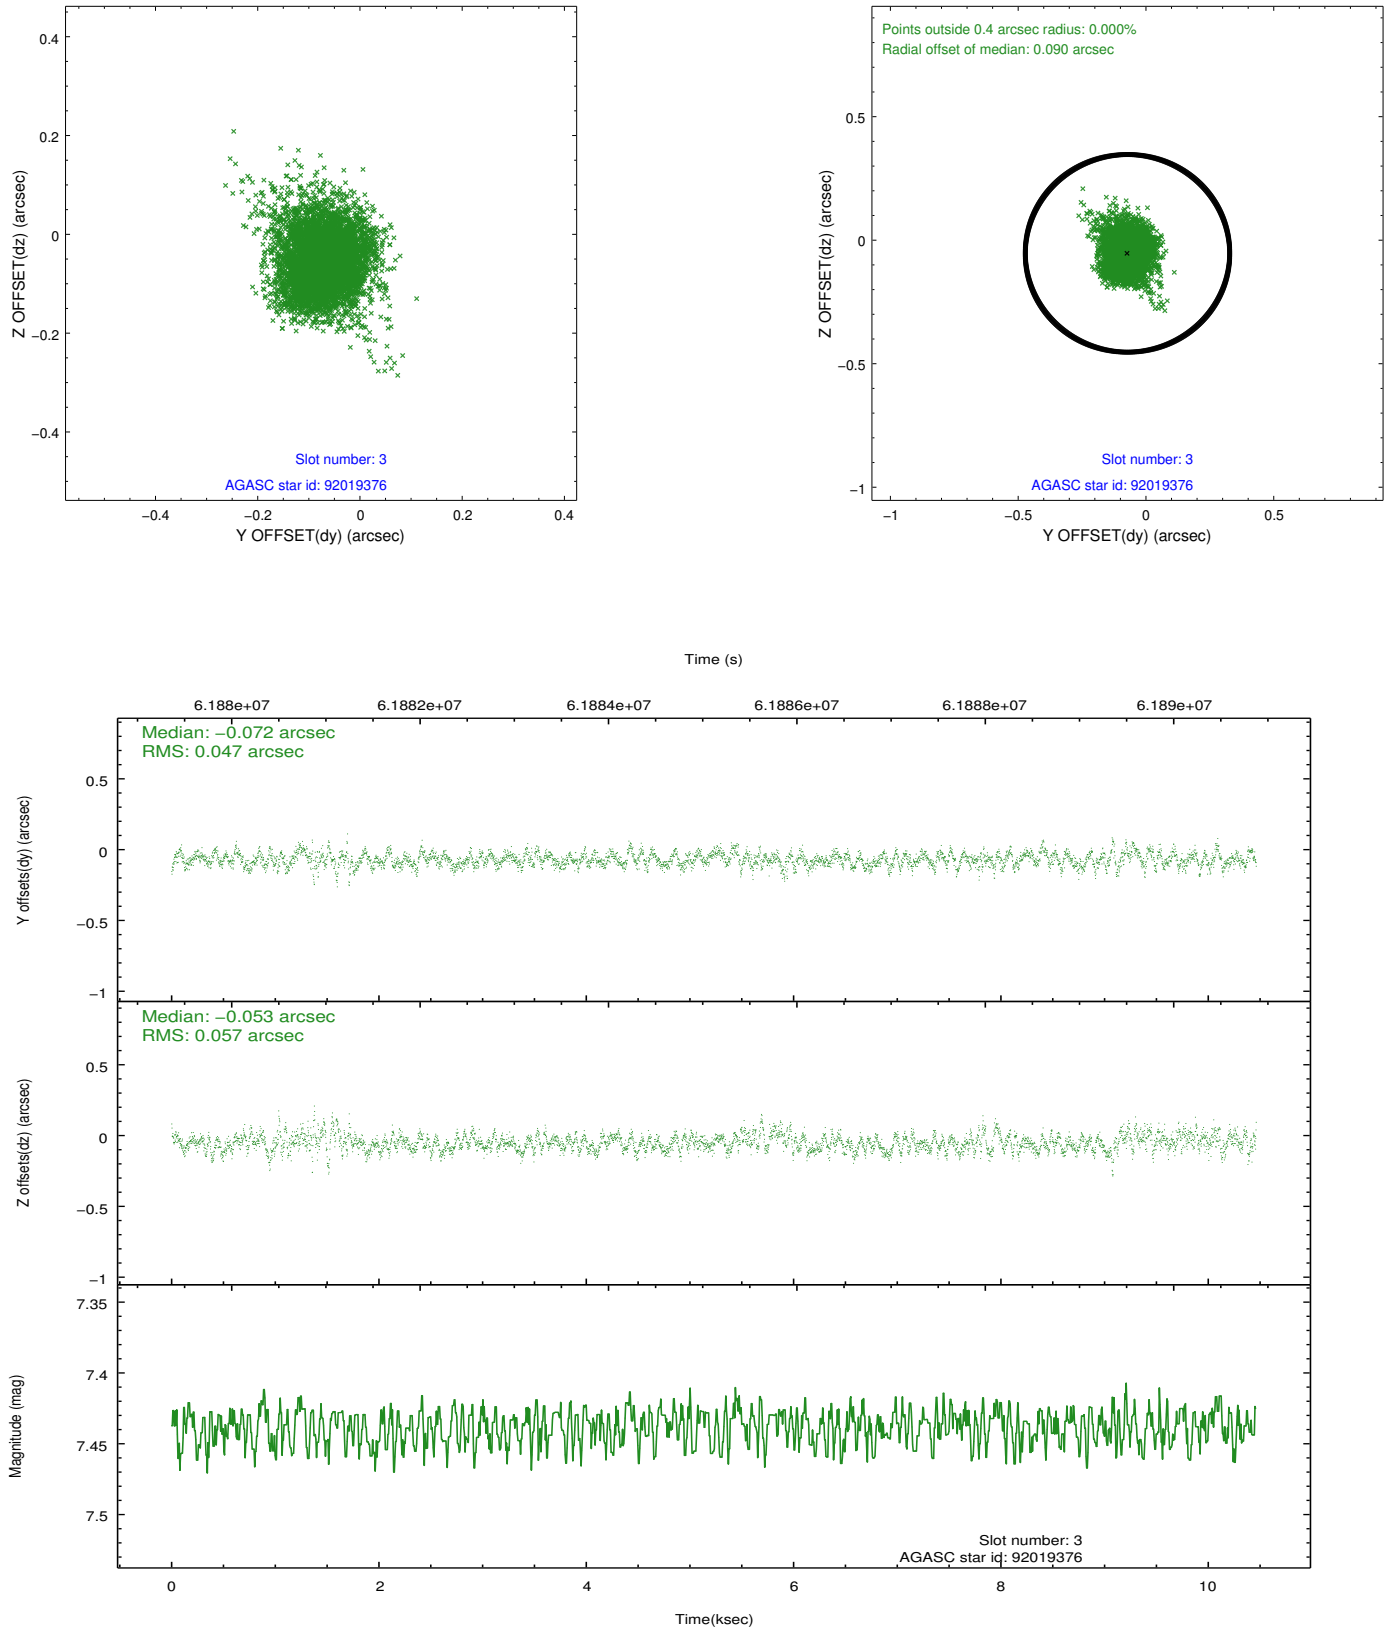 0.4
0.2
0
−0.2
−0.4
Z OFFSET(dz) (arcsec)
Slot number: 3
AGASC star id: 92019376
−0.4 −0.2 0 0.2 0.4
Y OFFSET(dy) (arcsec)
Points outside 0.4 arcsec radius: 0.000%
Radial offset of median: 0.090 arcsec
0.5
0
−0.5
−1
Z OFFSET(dz) (arcsec)
Slot number: 3
AGASC star id: 92019376
−1 −0.5 0 0.5
Y OFFSET(dy) (arcsec)
Time (s)
6.188e+07 6.1882e+07 6.1884e+07 6.1886e+07 6.1888e+07 6.189e+07
Median: −0.072 arcsec
RMS: 0.047 arcsec
0.5
0
−0.5
−1
Y offsets(dy) (arcsec)
Median: −0.053 arcsec
RMS: 0.057 arcsec
0.5
0
−0.5
−1
Z offsets(dz) (arcsec)
7.35
7.4
7.45
7.5
Magnitude (mag)
Slot number: 3
AGASC star id: 92019376
0 2 4 6 8 10
Time(ksec)